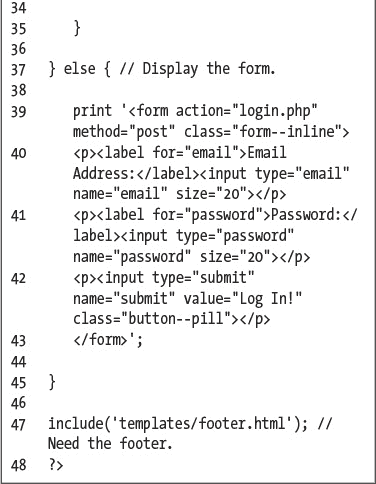 34
35 }
36
37 } else { // Display the form.
38
39 print '<form action="login.php"
method="post" class="form--inline">
40 <p><label for="email">Email
Address:</label><input type="email"
name="email" size="20"></p>
41 <p><label for="password">Password:</
label><input type="password"
name="password" size="20"></p>
42 <p><input type="submit"
name="submit" value="Log In!"
class="button--pill"></p>
43 </form>';
44
45 }
46
47 include('templates/footer.html'); //
Need the footer.
48 ?>